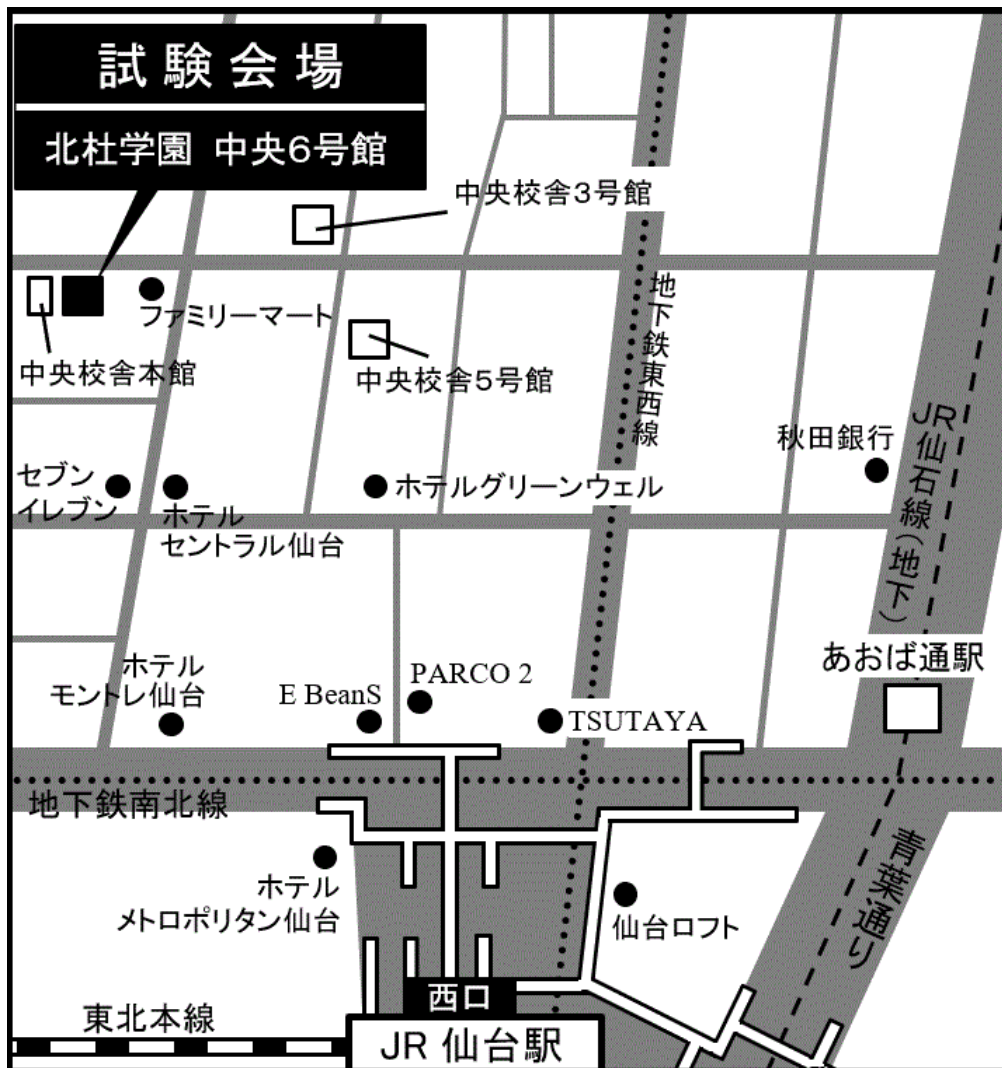 試験会場
北杜学園 中央6号館
中央校舎3号館
ファミリーマート
中央校舎本館
中央校舎5号館
地下鉄東西線
JR仙石線(地下)
秋田銀行
セブン
イレブン
ホテル
セントラル仙台
ホテルグリーンウェル
あおば通駅
ホテル
モントレ仙台
E BeanS
PARCO 2
TSUTAYA
地下鉄南北線
青葉通り
ホテル
メトロポリタン仙台
仙台ロフト
西口
東北本線
JR 仙台駅